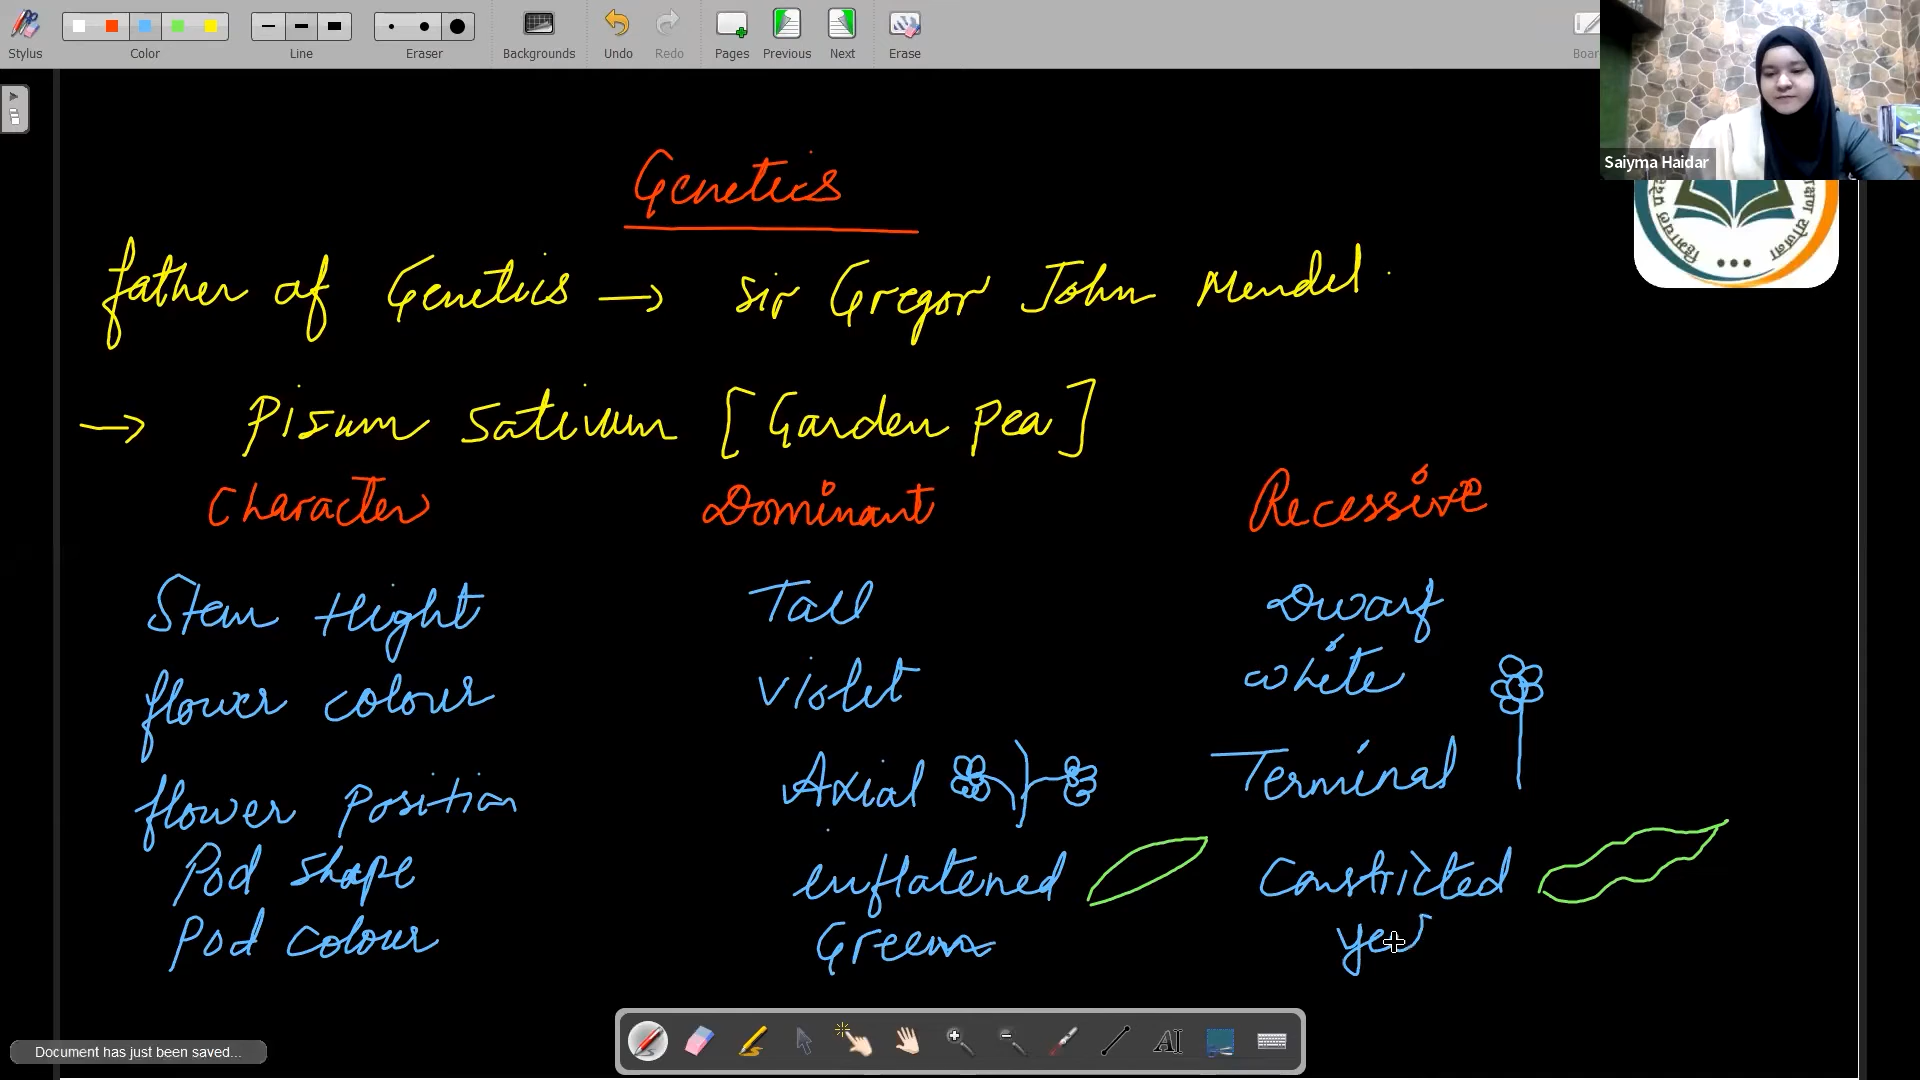 Stylus Color Line Eraser Backgrounds Undo Redo Pages Previous Next Erase
Saiyma Haidar
Genetics
father of Genetics → Sir Gregor John Mendel
→ Pisum Sativum [Garden Pea]
Character Dominant Recessive
Stem Hight Tall Dwarf
flower colour Violet White
flower Position Axial Terminal
Pod Shape enflatened Constricted
Pod colour Green
Document has just been saved...